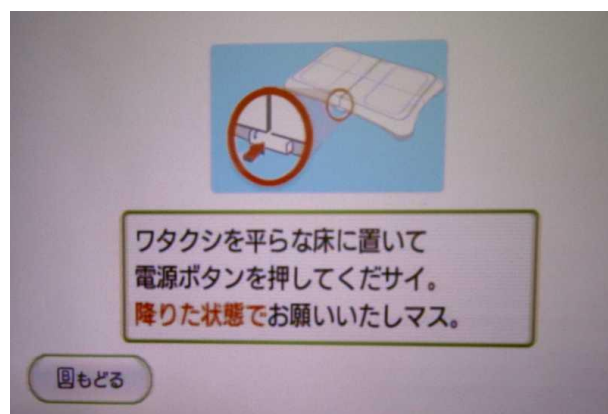 ワタクシを平らな床に置いて
電源ボタンを押してくだサイ。
降りた状態でお願いいたしマス。
Bもどる